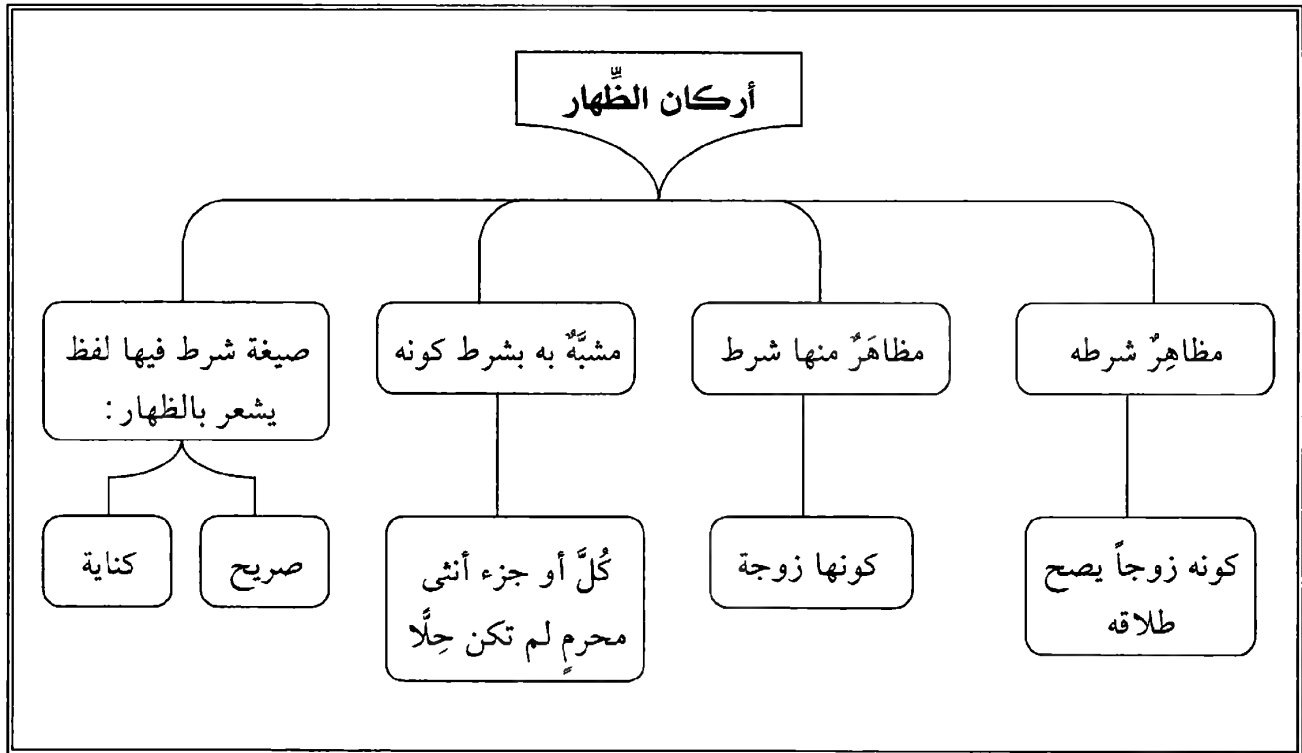 أركان الظِّهار
مظاهِرٌ شرطه
مظاهَرٌ منها شرط
مشبَّهٌ به بشرط كونه
صيغة شرط فيها لفظ
يشعر بالظهار :
كونه زوجاً يصح
طلاقه
كونها زوجة
كُلَّ أو جزء أنثى
محرمٍ لم تكن حِلًّا
صريح
كناية